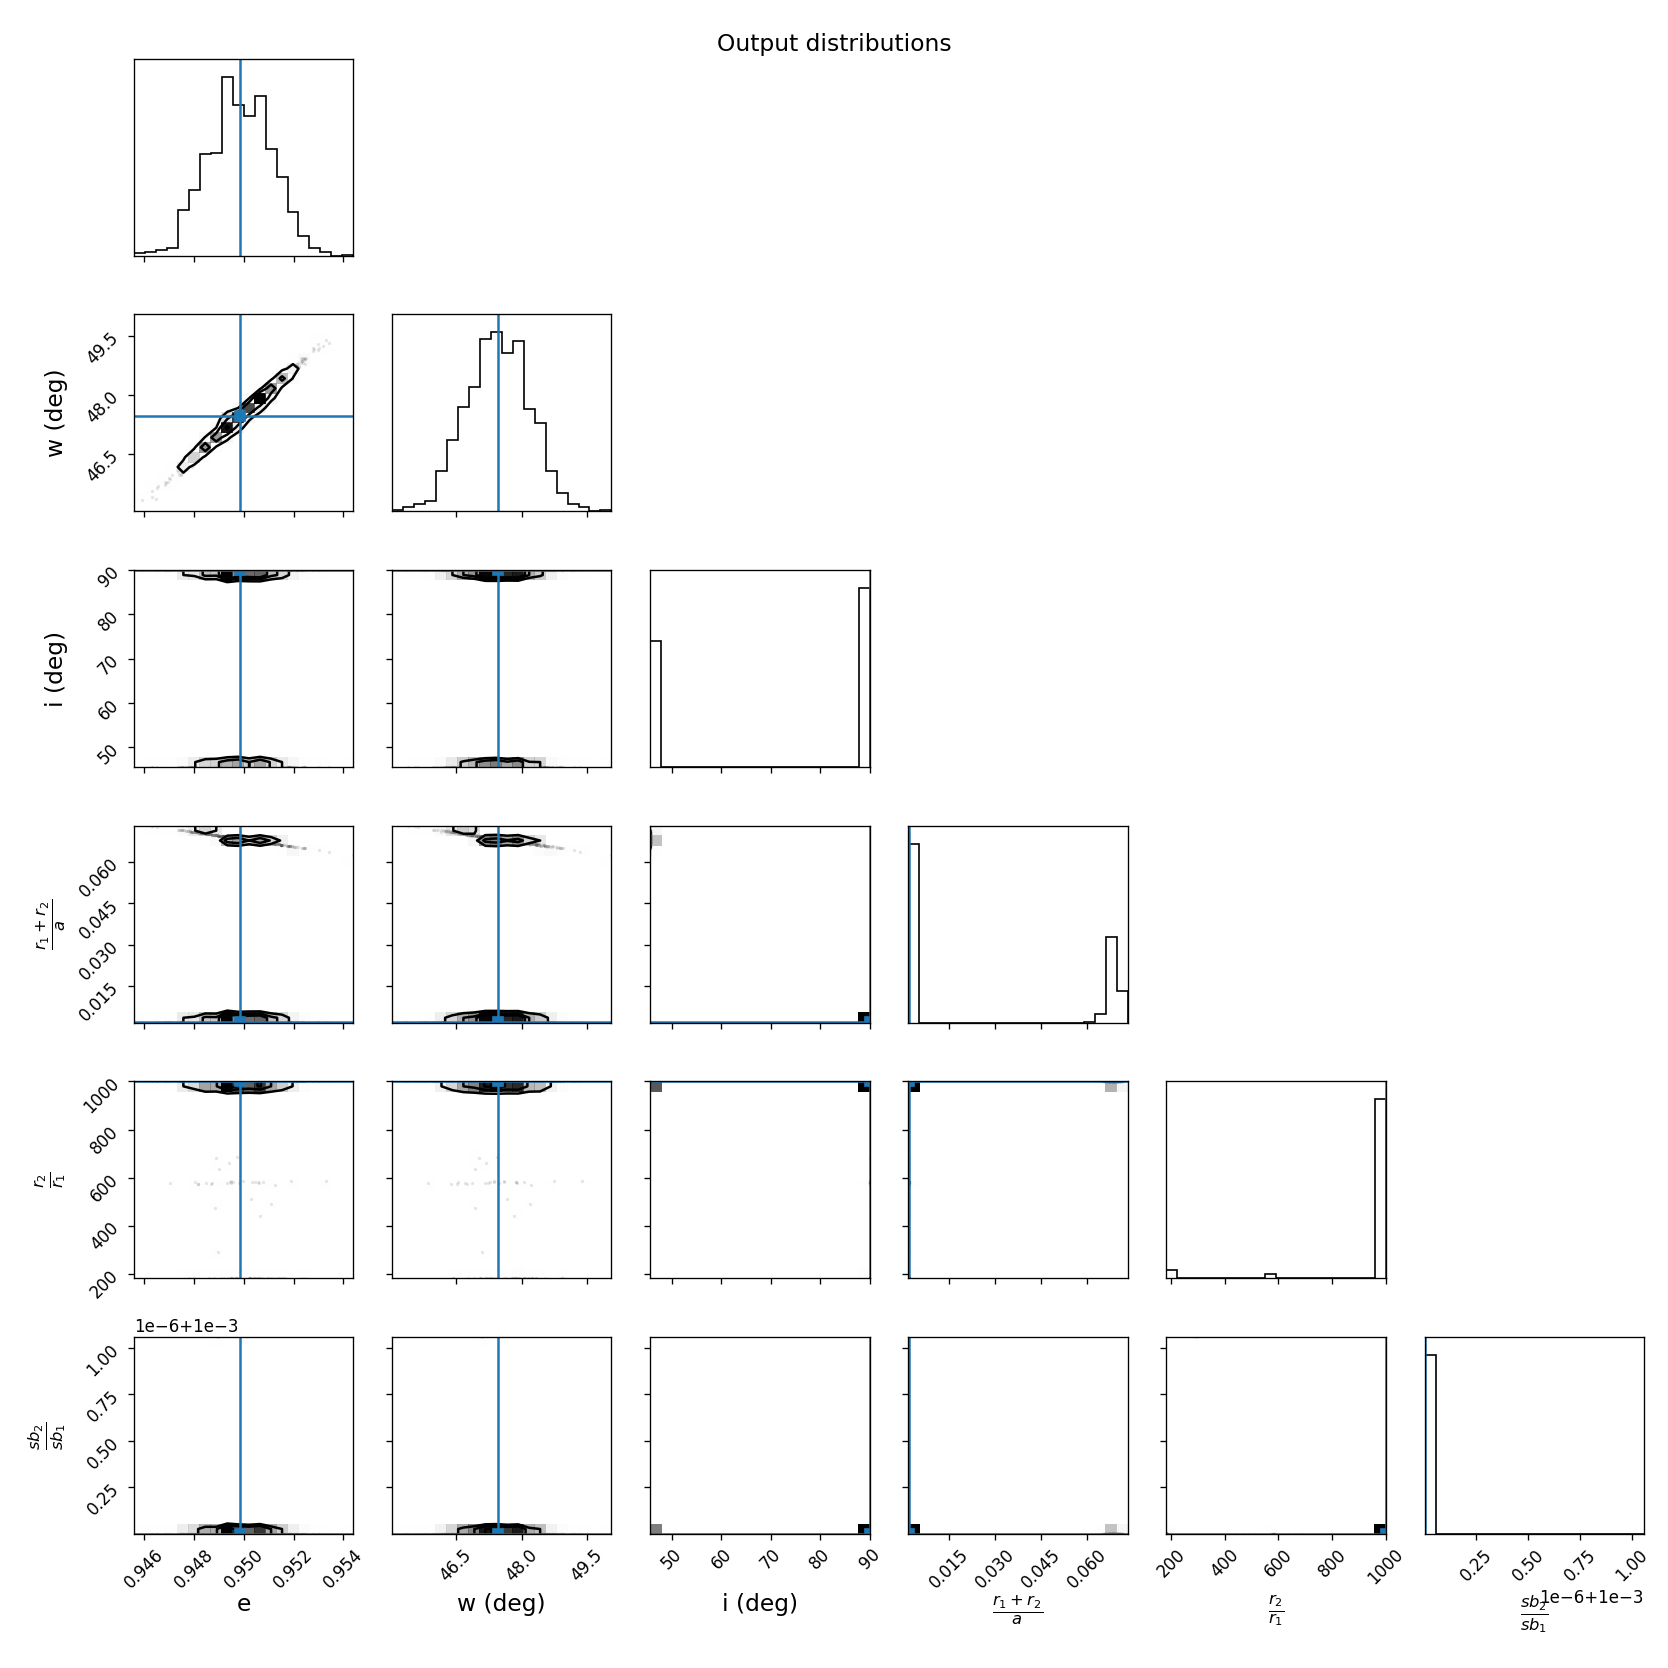 Output distributions
w (deg)
49.5
48.0
46.5
i (deg)
90
80
70
60
50
r₁ + r₂
a
0.060
0.045
0.030
0.015
r₂
r₁
1000
800
600
400
200
1e−6+1e−3
sb₂
sb₁
1.00
0.75
0.50
0.25
0.946 0.948 0.950 0.952 0.954
e
46.5 48.0 49.5
w (deg)
50 60 70 80 90
i (deg)
0.015 0.030 0.045 0.060
r₁ + r₂
a
200 400 600 800 1000
r₂
r₁
0.25 0.50 0.75 1.00
1e−6+1e−3
sb₂
sb₁